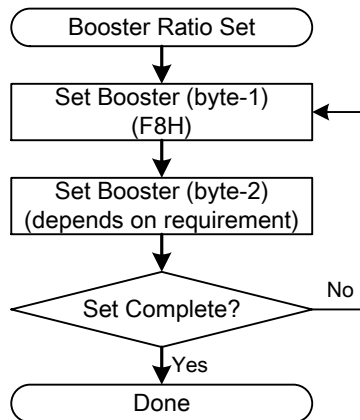 Booster Ratio Set
Set Booster (byte-1)
(F8H)
Set Booster (byte-2)
(depends on requirement)
Set Complete?
No
Yes
Done